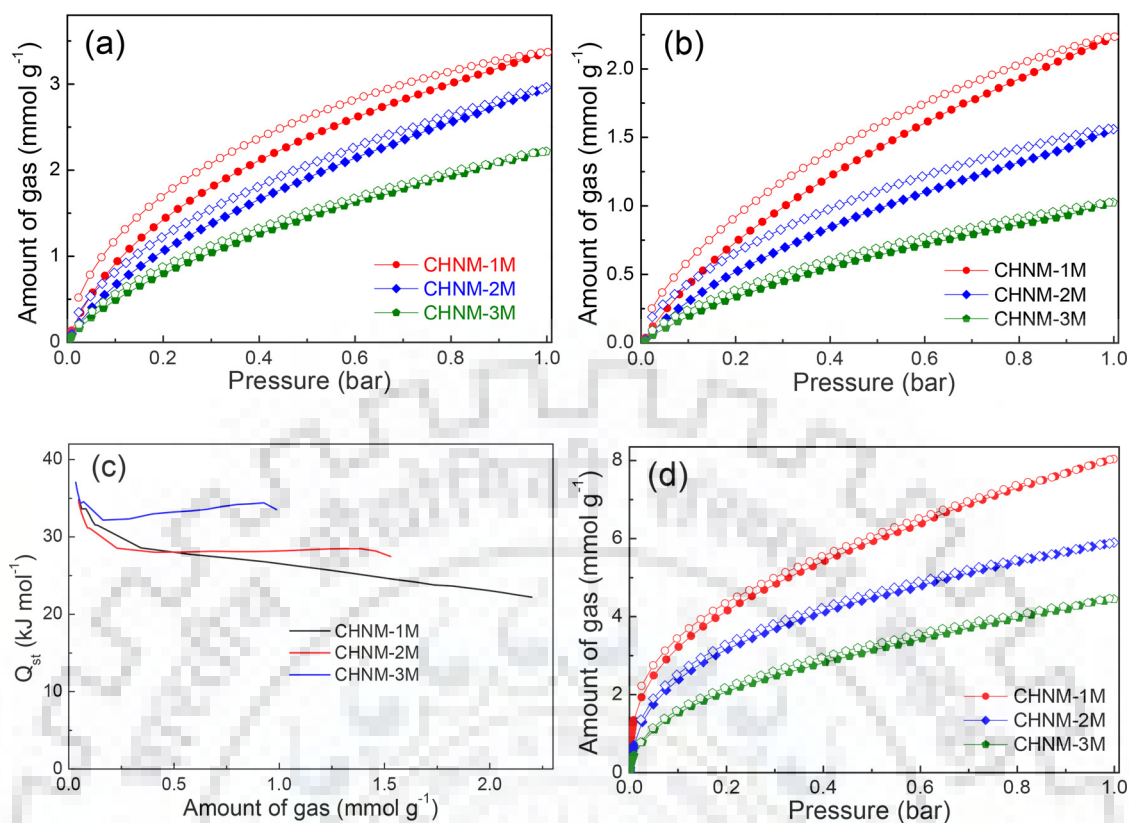 (a)
Amount of gas (mmol g⁻¹)
3
2
1
0
CHNM-1M
CHNM-2M
CHNM-3M
0.0 0.2 0.4 0.6 0.8 1.0
Pressure (bar)
(b)
Amount of gas (mmol g⁻¹)
2.25
1.5
0.75
0.0
CHNM-1M
CHNM-2M
CHNM-3M
0.0 0.2 0.4 0.6 0.8 1.0
Pressure (bar)
(c)
Qst (kJ mol⁻¹)
40
30
20
10
0
CHNM-1M
CHNM-2M
CHNM-3M
0.0 0.5 1.0 1.5 2.0
Amount of gas (mmol g⁻¹)
(d)
Amount of gas (mmol g⁻¹)
8
6
4
2
0
CHNM-1M
CHNM-2M
CHNM-3M
0.0 0.2 0.4 0.6 0.8 1.0
Pressure (bar)